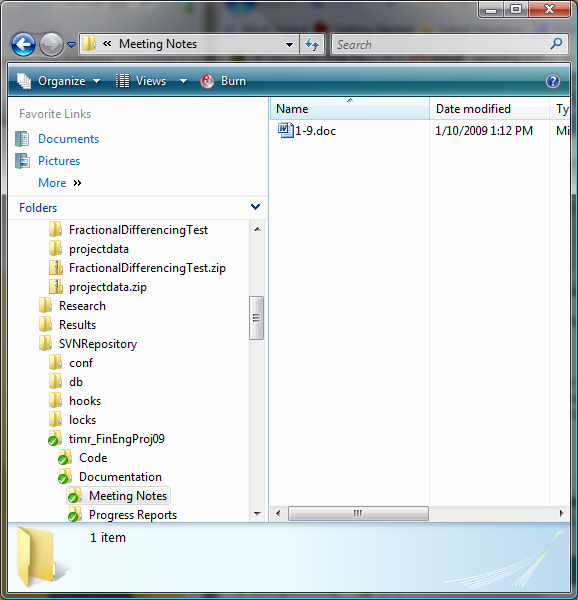 « Meeting Notes
Search
Organize Views » Burn
Favorite Links
Documents
Pictures
More »
Folders
FractionalDifferencingTest
projectdata
FractionalDifferencingTest.zip
projectdata.zip
Research
Results
SVNRepository
conf
db
hooks
locks
timr_FinEngProj09
Code
Documentation
Meeting Notes
Progress Reports
Name Date modified Ty
1-9.doc 1/10/2009 1:12 PM Mi
1 item